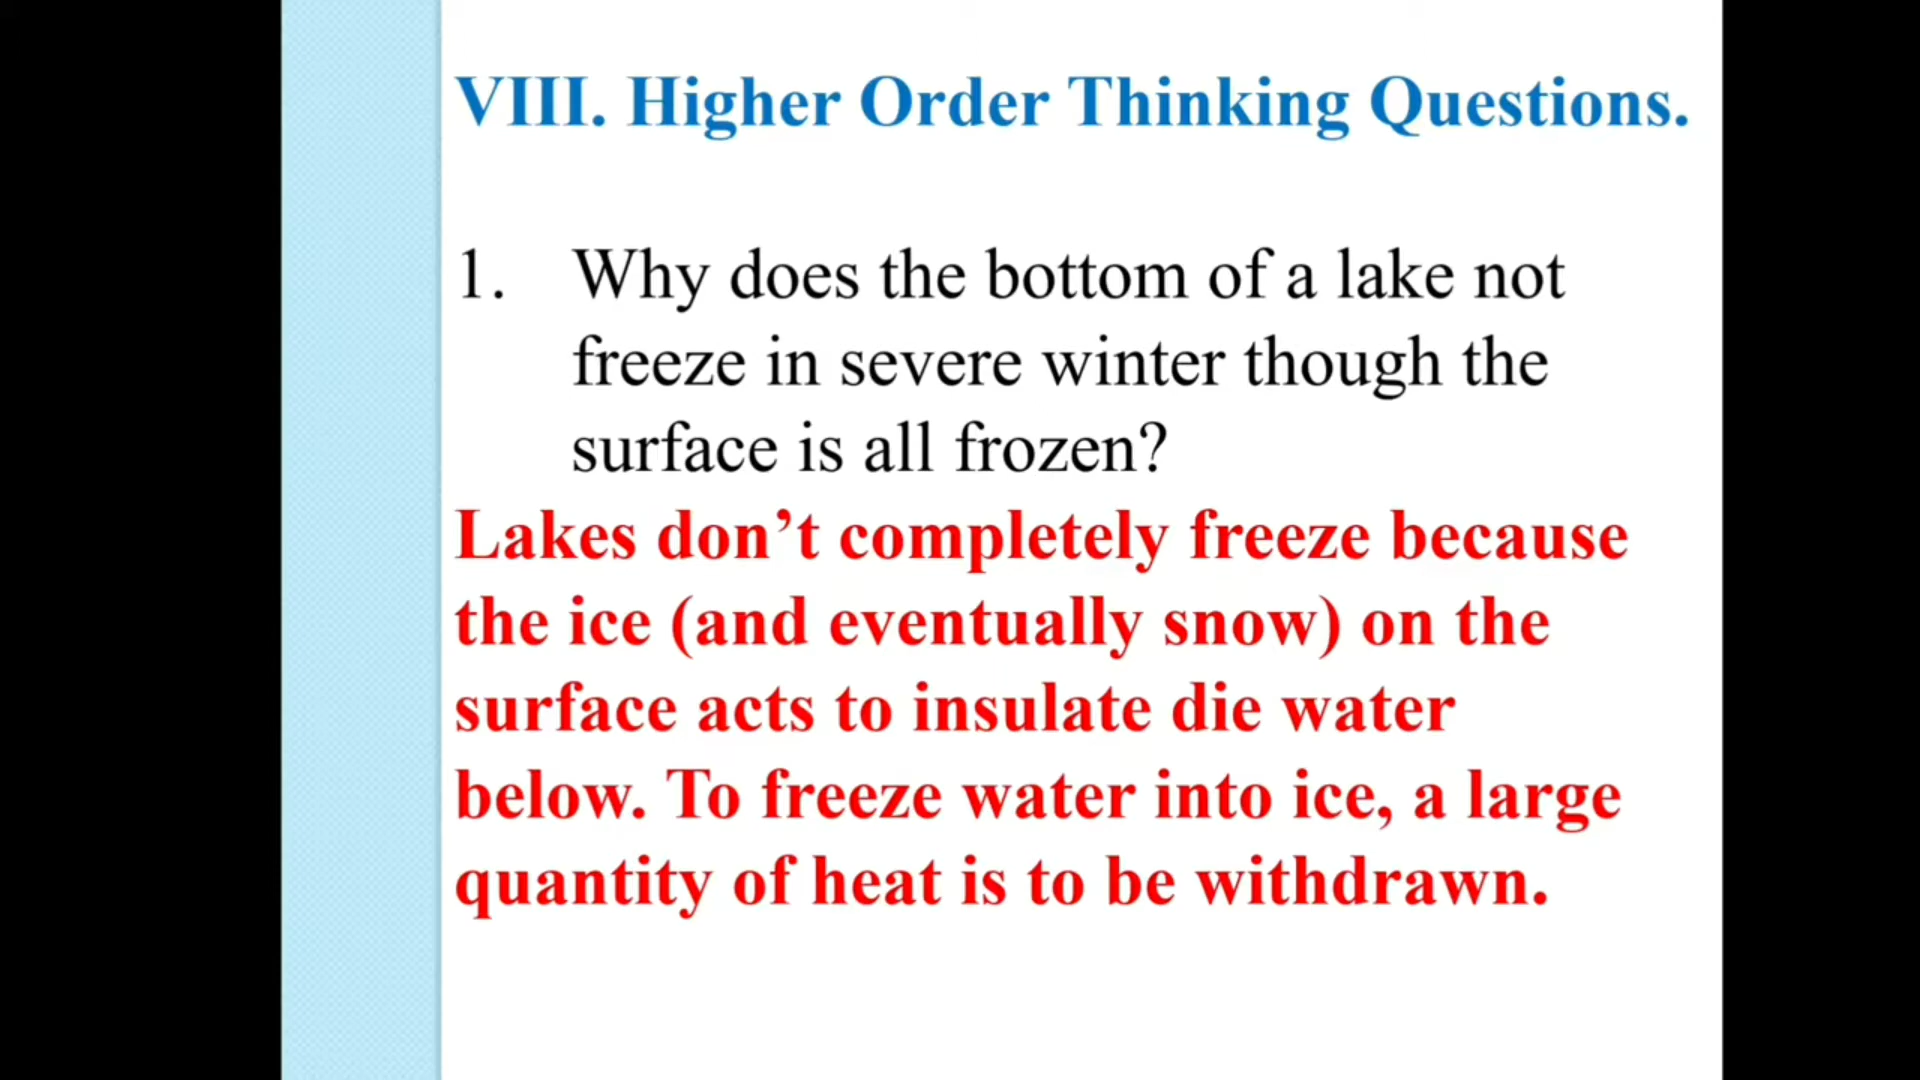 VIII. Higher Order Thinking Questions.
1. Why does the bottom of a lake not
freeze in severe winter though the
surface is all frozen?
Lakes don’t completely freeze because
the ice (and eventually snow) on the
surface acts to insulate die water
below. To freeze water into ice, a large
quantity of heat is to be withdrawn.